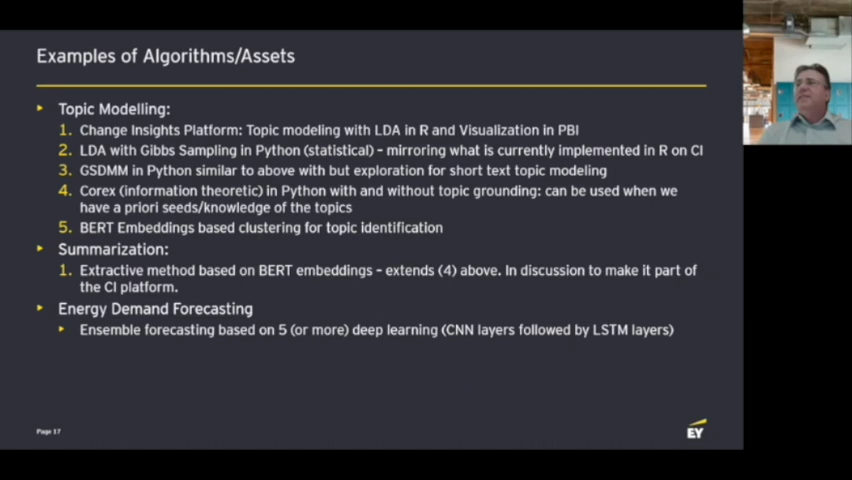 Examples of Algorithms/Assets
Topic Modelling:
1. Change Insights Platform: Topic modeling with LDA in R and Visualization in PBI
2. LDA with Gibbs Sampling in Python (statistical) – mirroring what is currently implemented in R on CI
3. GSDMM in Python similar to above with but exploration for short text topic modeling
4. Corex (information theoretic) in Python with and without topic grounding: can be used when we
have a priori seeds/knowledge of the topics
5. BERT Embeddings based clustering for topic identification
Summarization:
1. Extractive method based on BERT embeddings – extends (4) above. In discussion to make it part of
the CI platform.
Energy Demand Forecasting
Ensemble forecasting based on 5 (or more) deep learning (CNN layers followed by LSTM layers)
Page 17
EY